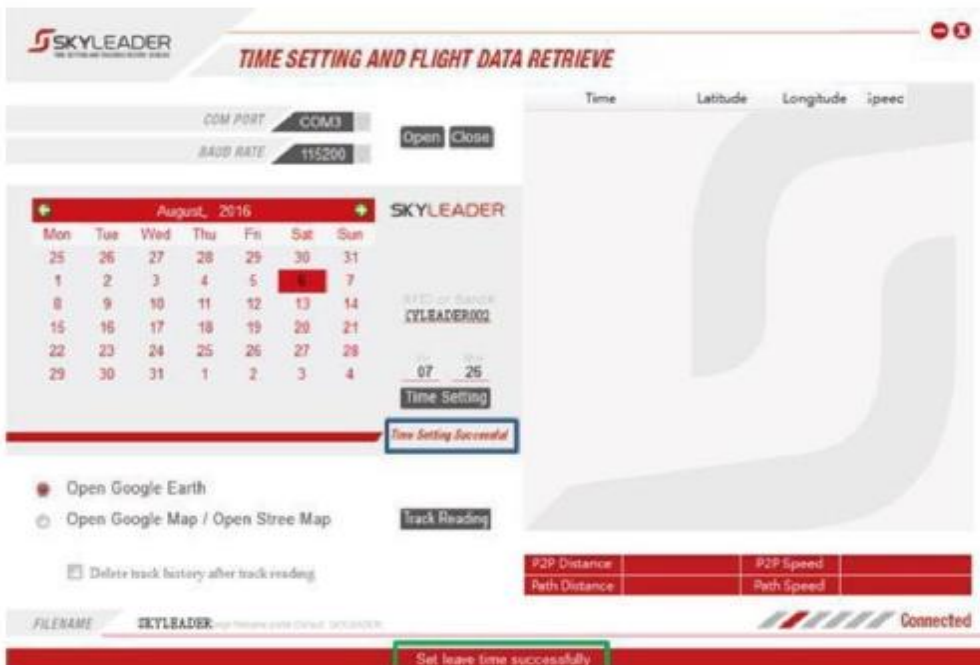 SKYLEADER
TIME SETTING AND FLIGHT DATA RETRIEVE
Time Latitude Longitude Speed
COM PORT COM3
Open Close
BAUD RATE 115200
August, 2016
SKYLEADER
Mon Tue Wed Thu Fri Sat Sun
25 26 27 28 29 30 31
1 2 3 4 5 6 7
8 9 10 11 12 13 14
15 16 17 18 19 20 21
22 23 24 25 26 27 28
29 30 31 1 2 3 4
CYLEADER002
07 26
Time Setting
Time Setting Successful
Open Google Earth
Open Google Map / Open Stree Map
Track Reading
Delete track history after track reading
P2P Distance P2P Speed
Path Distance Path Speed
FILENAME SKYLEADER
Connected
Set leave time successfully